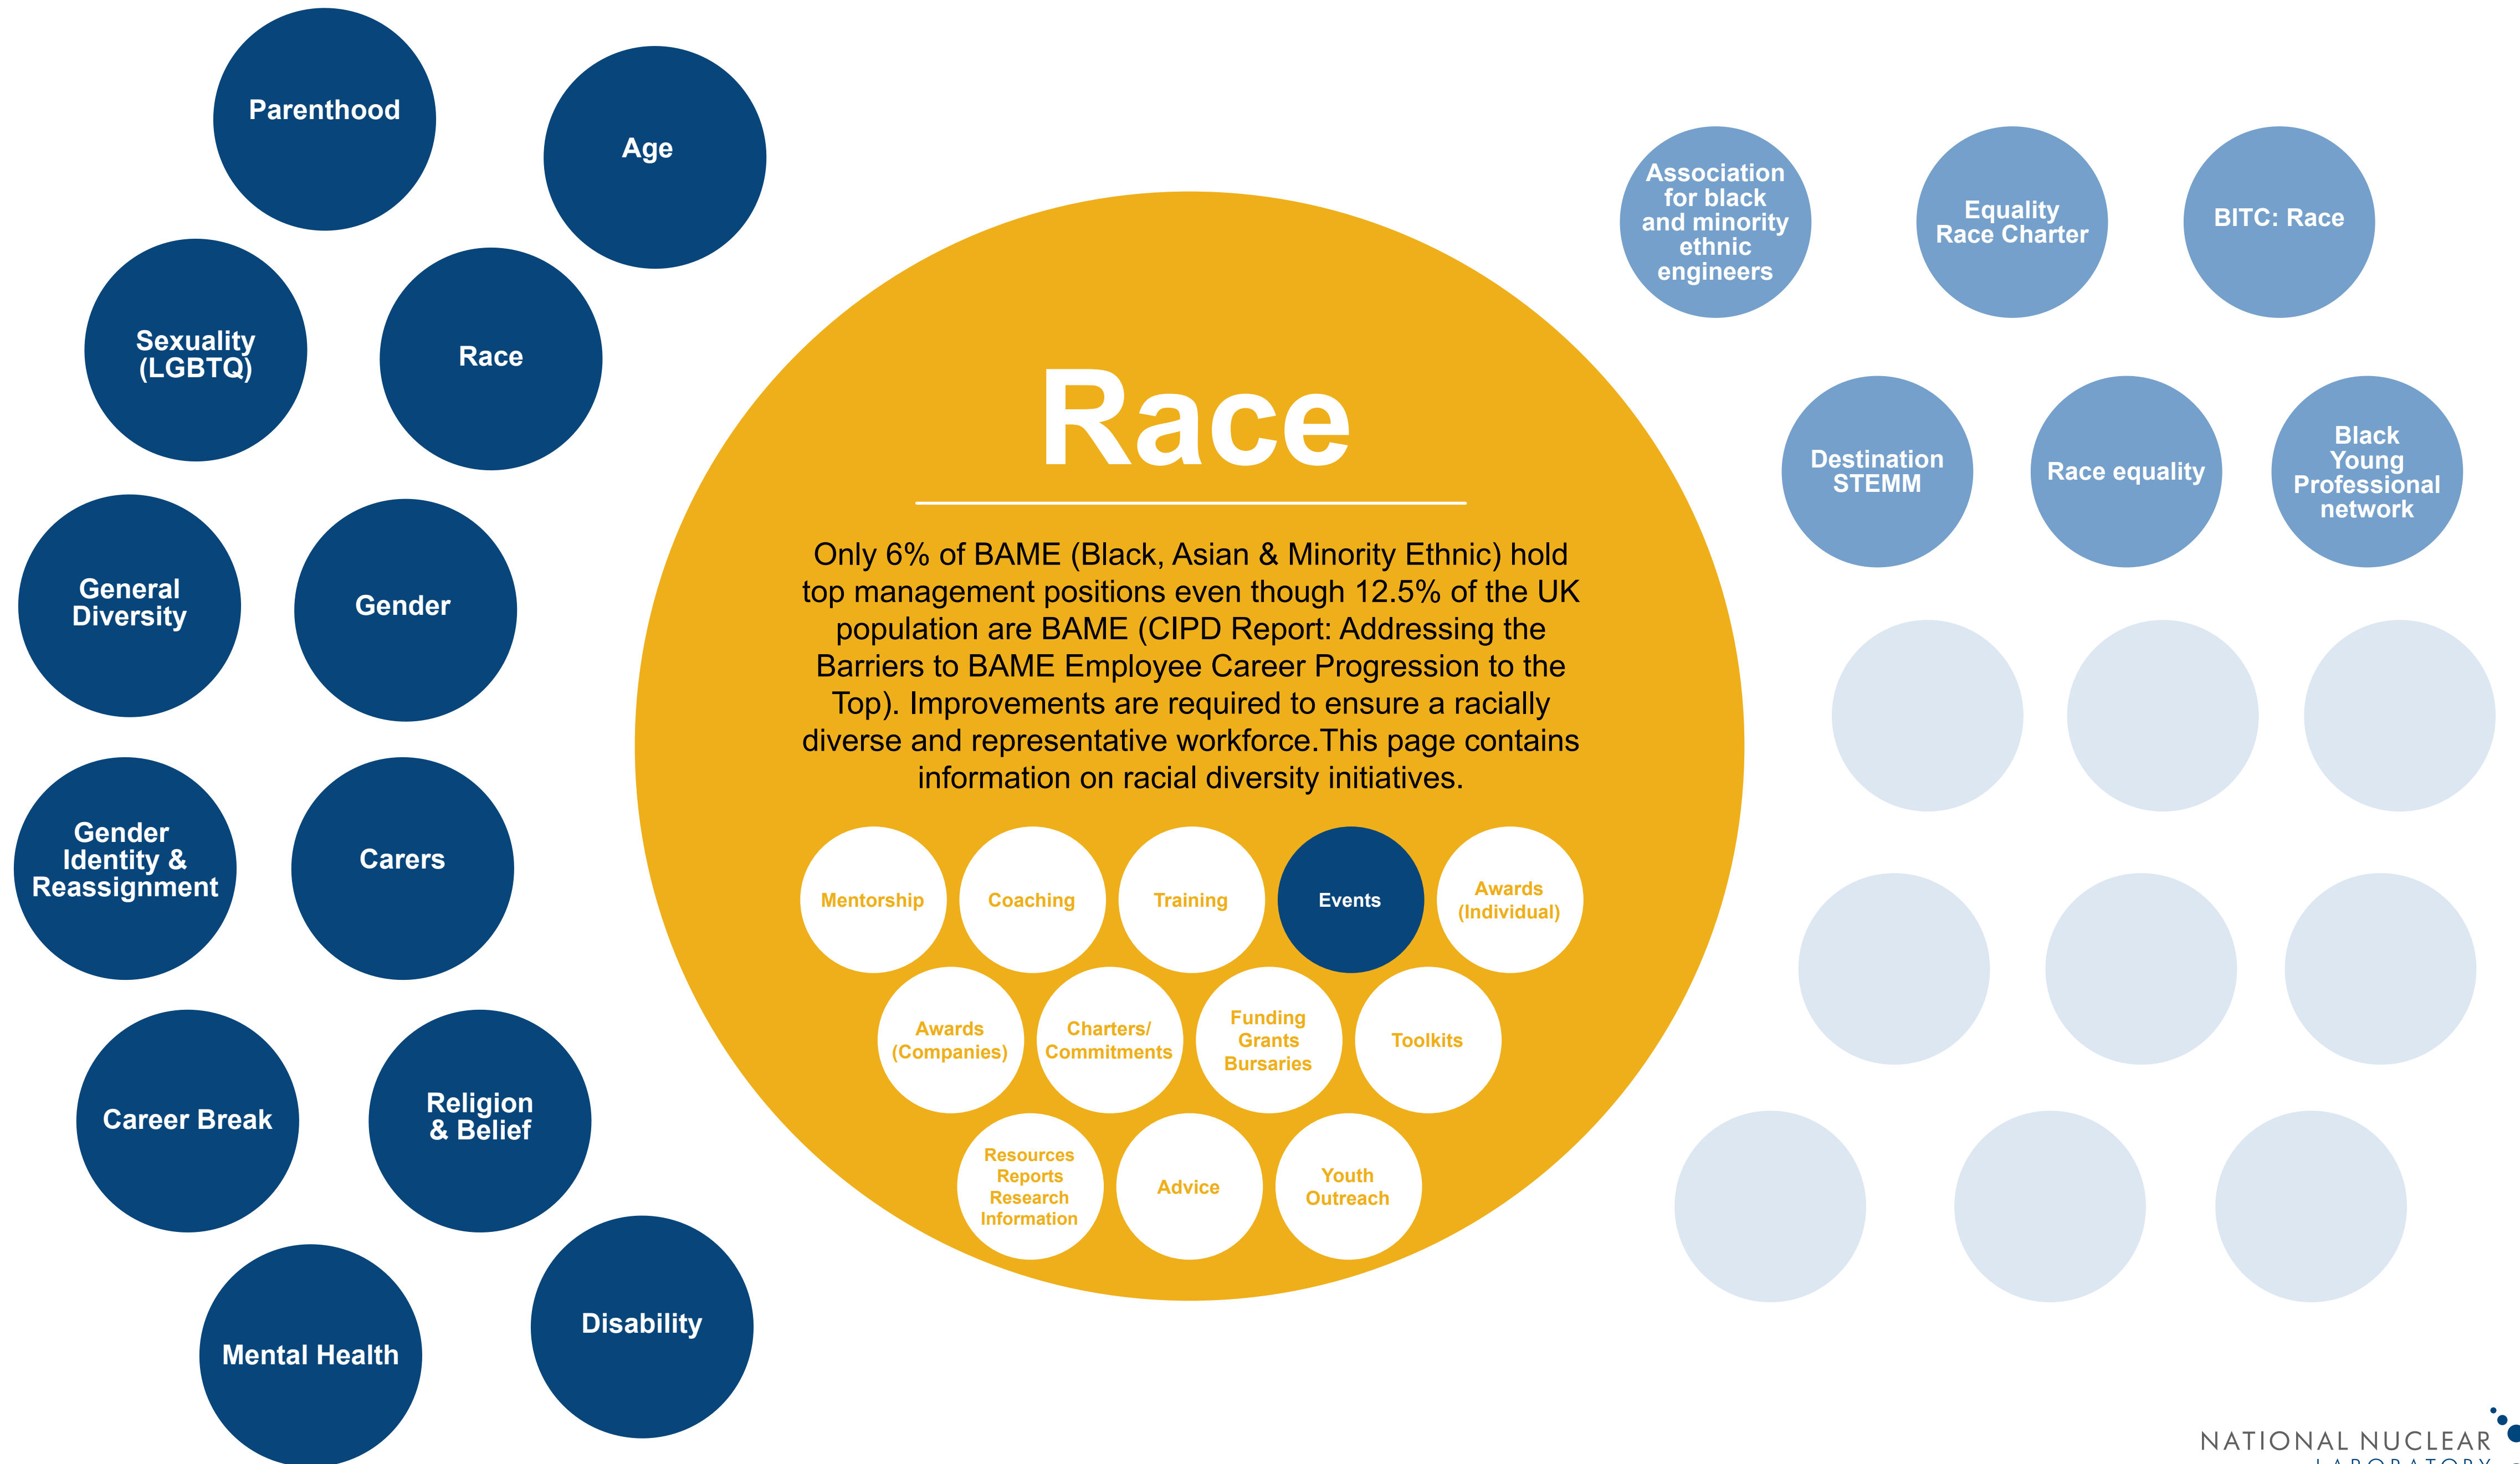 Parenthood
Age
Sexuality
(LGBTQ)
Race
General
Diversity
Gender
Gender
Identity &
Reassignment
Carers
Career Break
Religion
& Belief
Mental Health
Disability
Race
Only 6% of BAME (Black, Asian & Minority Ethnic) hold
top management positions even though 12.5% of the UK
population are BAME (CIPD Report: Addressing the
Barriers to BAME Employee Career Progression to the
Top). Improvements are required to ensure a racially
diverse and representative workforce.This page contains
information on racial diversity initiatives.
Mentorship
Coaching
Training
Events
Awards
(Individual)
Awards
(Companies)
Charters/
Commitments
Funding
Grants
Bursaries
Toolkits
Resources
Reports
Research
Information
Advice
Youth
Outreach
Association
for black
and minority
ethnic
engineers
Equality
Race Charter
BITC: Race
Destination
STEMM
Race equality
Black
Young
Professional
network
NATIONAL NUCLEAR
LABORATORY